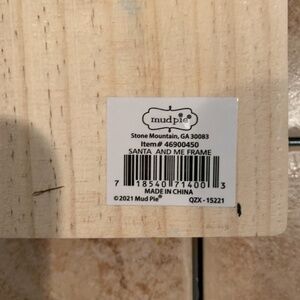 mud pie®
Stone Mountain, GA 30083
Item# 46900450
SANTA AND ME FRAME
7 18540 71400 3
MADE IN CHINA
©2021 Mud Pie® QZX - 15221